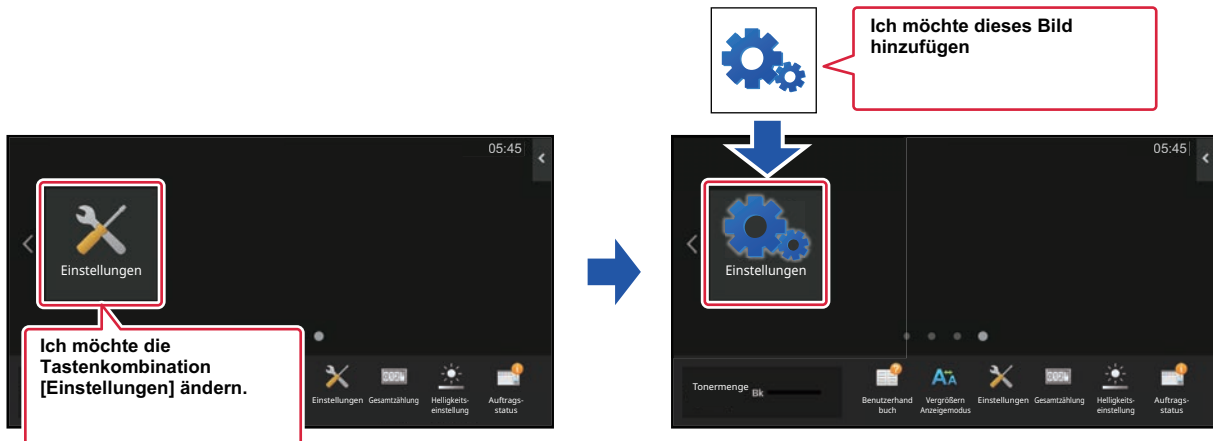 Ich möchte dieses Bild
hinzufügen
05:45
Einstellungen
Ich möchte die
Tastenkombination
[Einstellungen] ändern.
Einstellungen
Gesamtzählung
Helligkeits-
einstellung
Auftrags-
status
05:45
Einstellungen
Tonermenge
Bk
Benutzerhand
buch
Vergrößern
Anzeigemodus
Einstellungen
Gesamtzählung
Helligkeits-
einstellung
Auftrags-
status